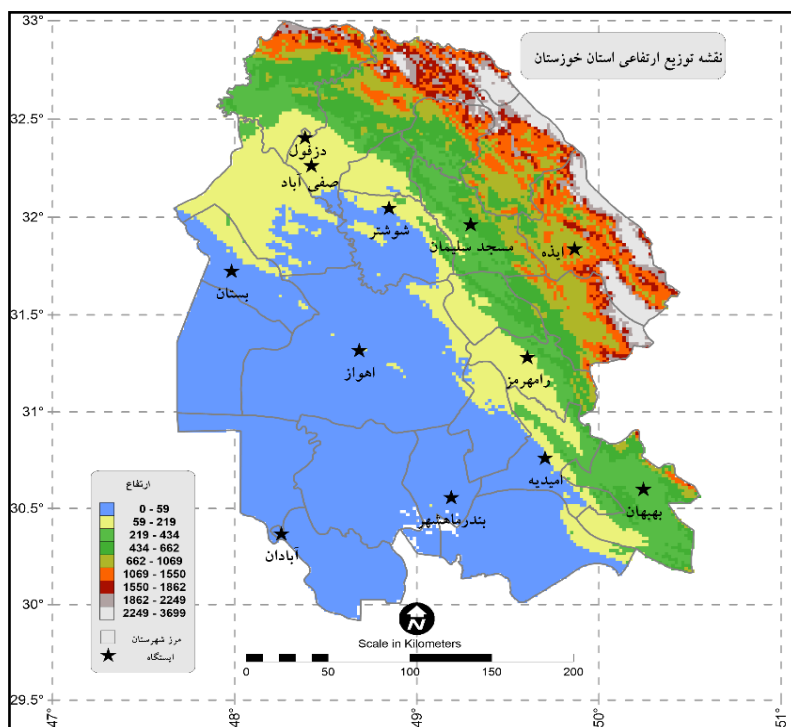 نقشه توزیع ارتفاعی استان خوزستان
33°
32.5°
32°
31.5°
31°
30.5°
30°
29.5°
دزفول
صفی آباد
شوشتر
مسجد سلیمان
ایذه
بستان
اهواز
رامهرمز
امیدیه
بهبهان
بندرماهشهر
آبادان
ارتفاع
0 - 59
59 - 219
219 - 434
434 - 662
662 - 1069
1069 - 1550
1550 - 1862
1862 - 2249
2249 - 3699
مرز شهرستان
ایستگاه
N
Scale in Kilometers
0 50 100 150 200
47° 48° 49° 50° 51°